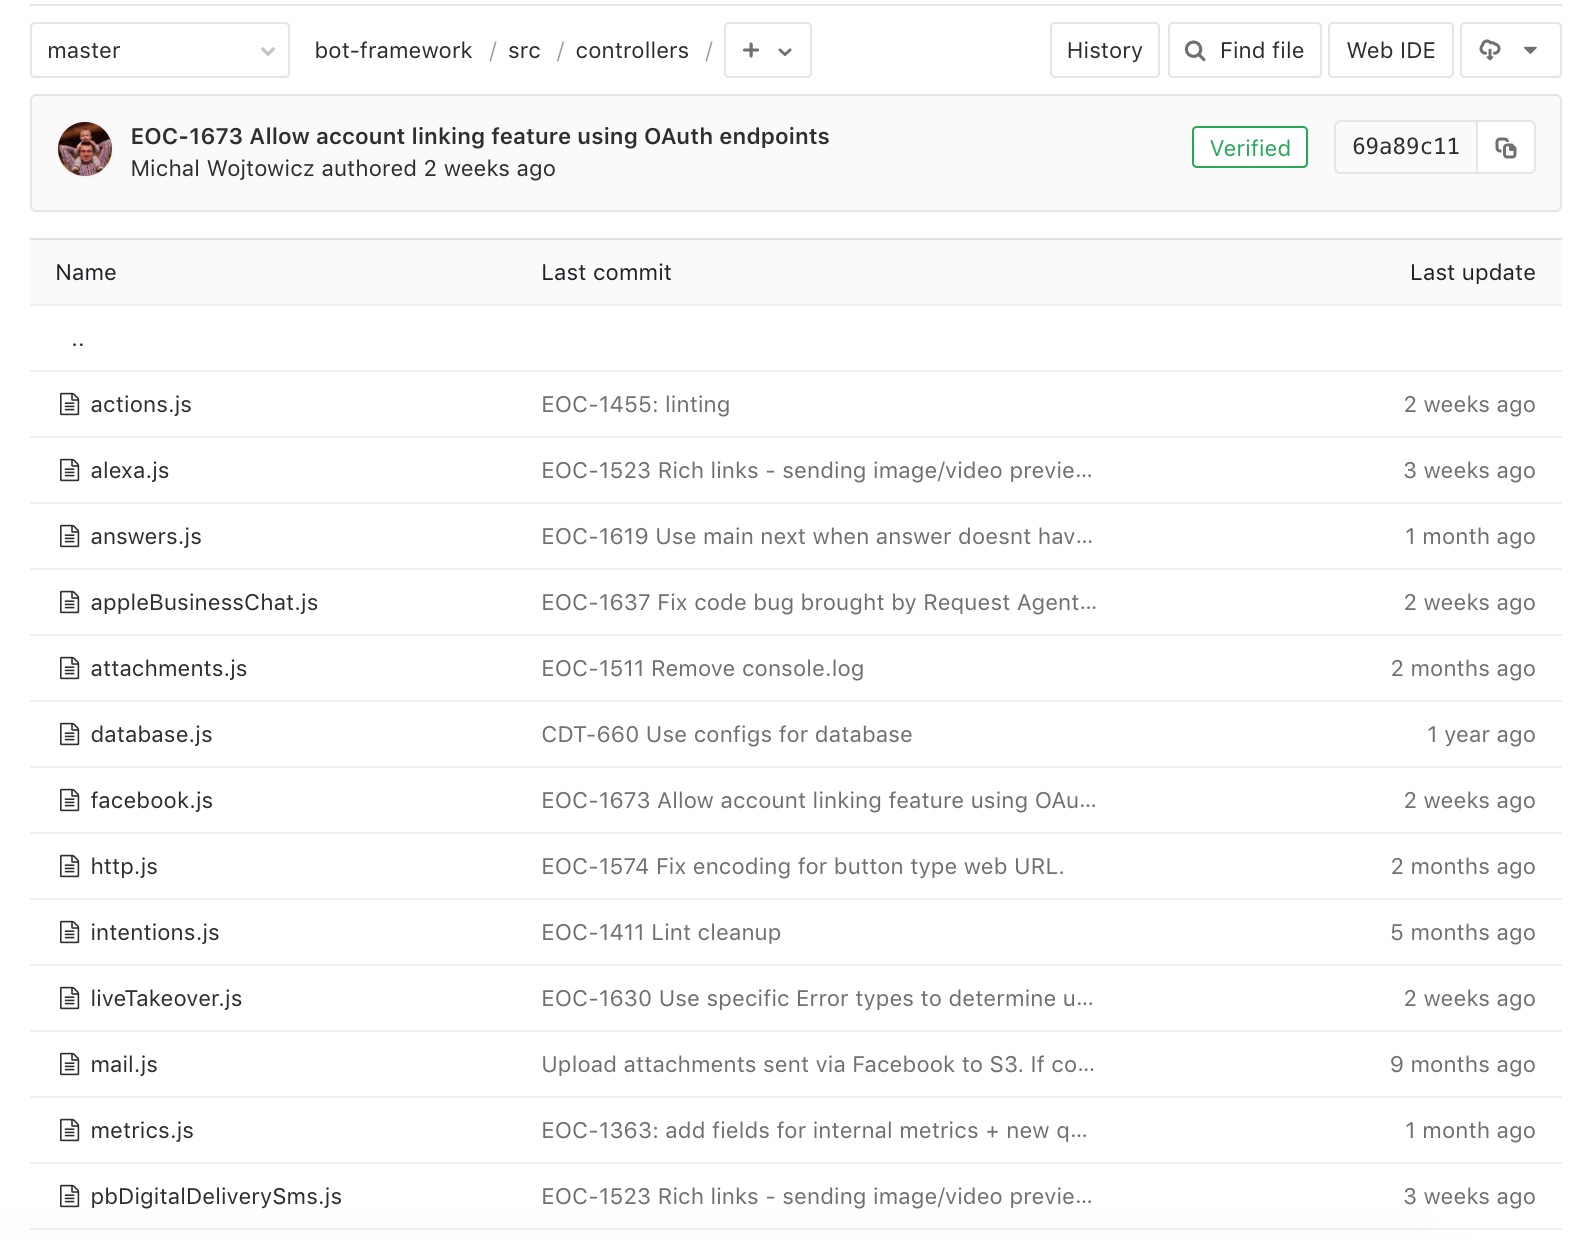 master bot-framework / src / controllers / + History Find file Web IDE
EOC-1673 Allow account linking feature using OAuth endpoints
Michal Wojtowicz authored 2 weeks ago
Verified 69a89c11
Name Last commit Last update
..
actions.js EOC-1455: linting 2 weeks ago
alexa.js EOC-1523 Rich links - sending image/video previe... 3 weeks ago
answers.js EOC-1619 Use main next when answer doesnt hav... 1 month ago
appleBusinessChat.js EOC-1637 Fix code bug brought by Request Agent... 2 weeks ago
attachments.js EOC-1511 Remove console.log 2 months ago
database.js CDT-660 Use configs for database 1 year ago
facebook.js EOC-1673 Allow account linking feature using OAu... 2 weeks ago
http.js EOC-1574 Fix encoding for button type web URL. 2 months ago
intentions.js EOC-1411 Lint cleanup 5 months ago
liveTakeover.js EOC-1630 Use specific Error types to determine u... 2 weeks ago
mail.js Upload attachments sent via Facebook to S3. If co... 9 months ago
metrics.js EOC-1363: add fields for internal metrics + new q... 1 month ago
pbDigitalDeliverySms.js EOC-1523 Rich links - sending image/video previe... 3 weeks ago